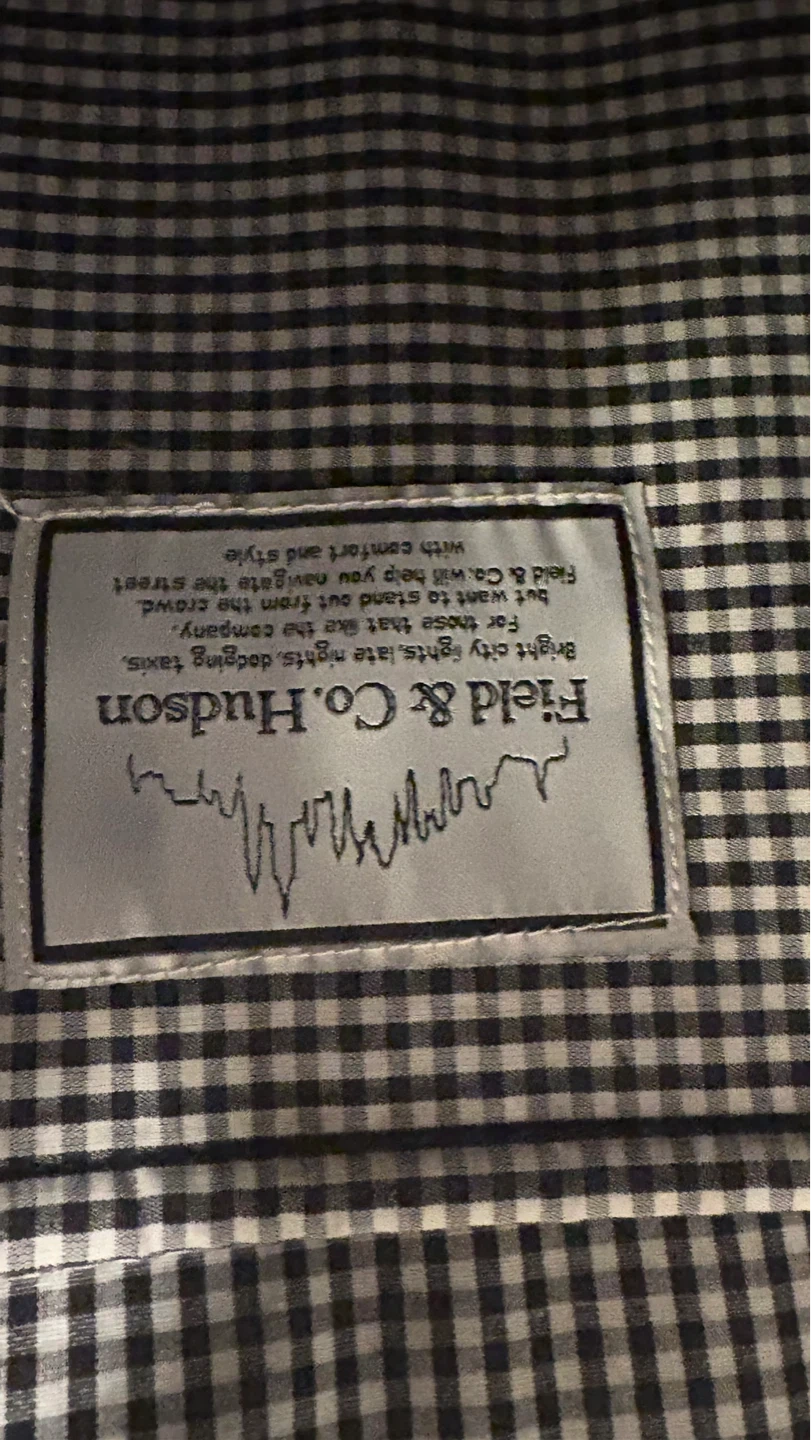 Field & Co. Hudson
Bright city lights, late nights, dodging taxis,
For those that like the company,
but want to stand out from the crowd.
Field & Co. will help you navigate the street
with comfort and style